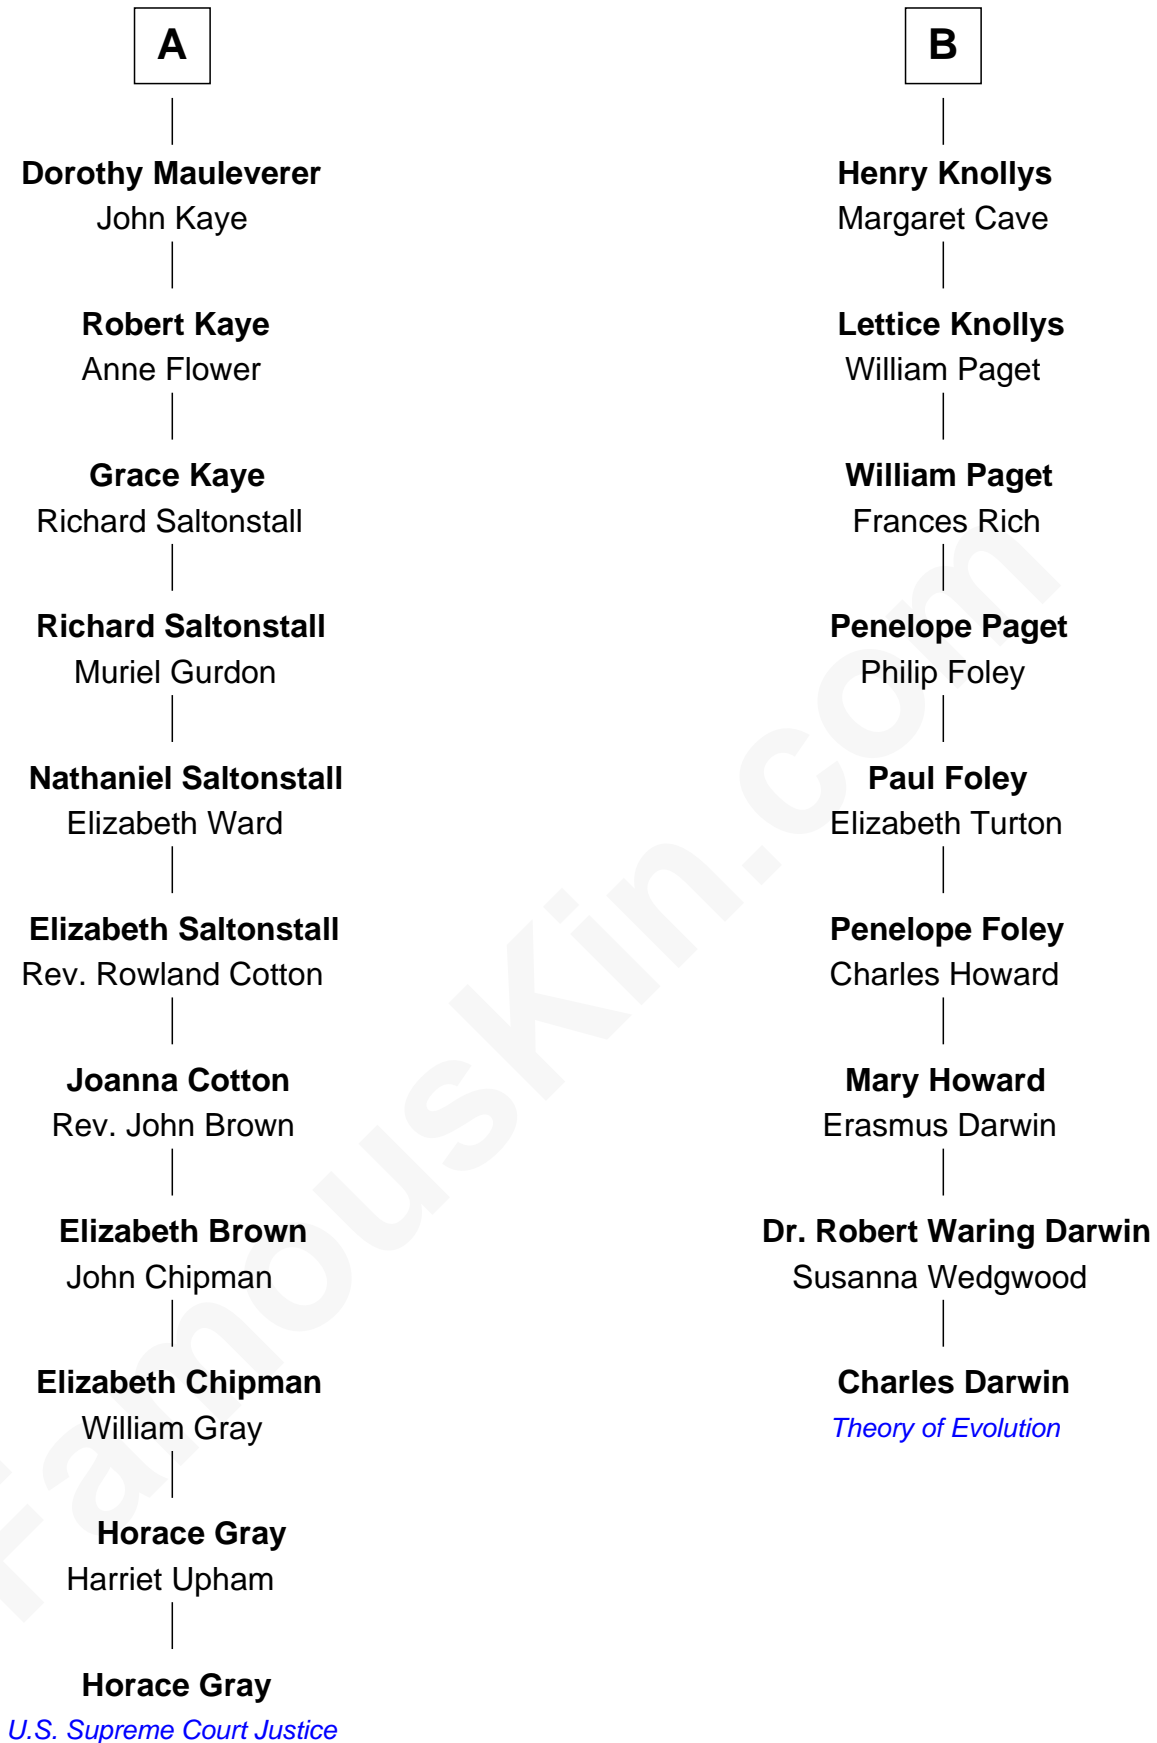 A
Dorothy Mauleverer
John Kaye
Robert Kaye
Anne Flower
Grace Kaye
Richard Saltonstall
Richard Saltonstall
Muriel Gurdon
Nathaniel Saltonstall
Elizabeth Ward
Elizabeth Saltonstall
Rev. Rowland Cotton
Joanna Cotton
Rev. John Brown
Elizabeth Brown
John Chipman
Elizabeth Chipman
William Gray
Horace Gray
Harriet Upham
Horace Gray
U.S. Supreme Court Justice
B
Henry Knollys
Margaret Cave
Lettice Knollys
William Paget
William Paget
Frances Rich
Penelope Paget
Philip Foley
Paul Foley
Elizabeth Turton
Penelope Foley
Charles Howard
Mary Howard
Erasmus Darwin
Dr. Robert Waring Darwin
Susanna Wedgwood
Charles Darwin
Theory of Evolution
FamousKin.com